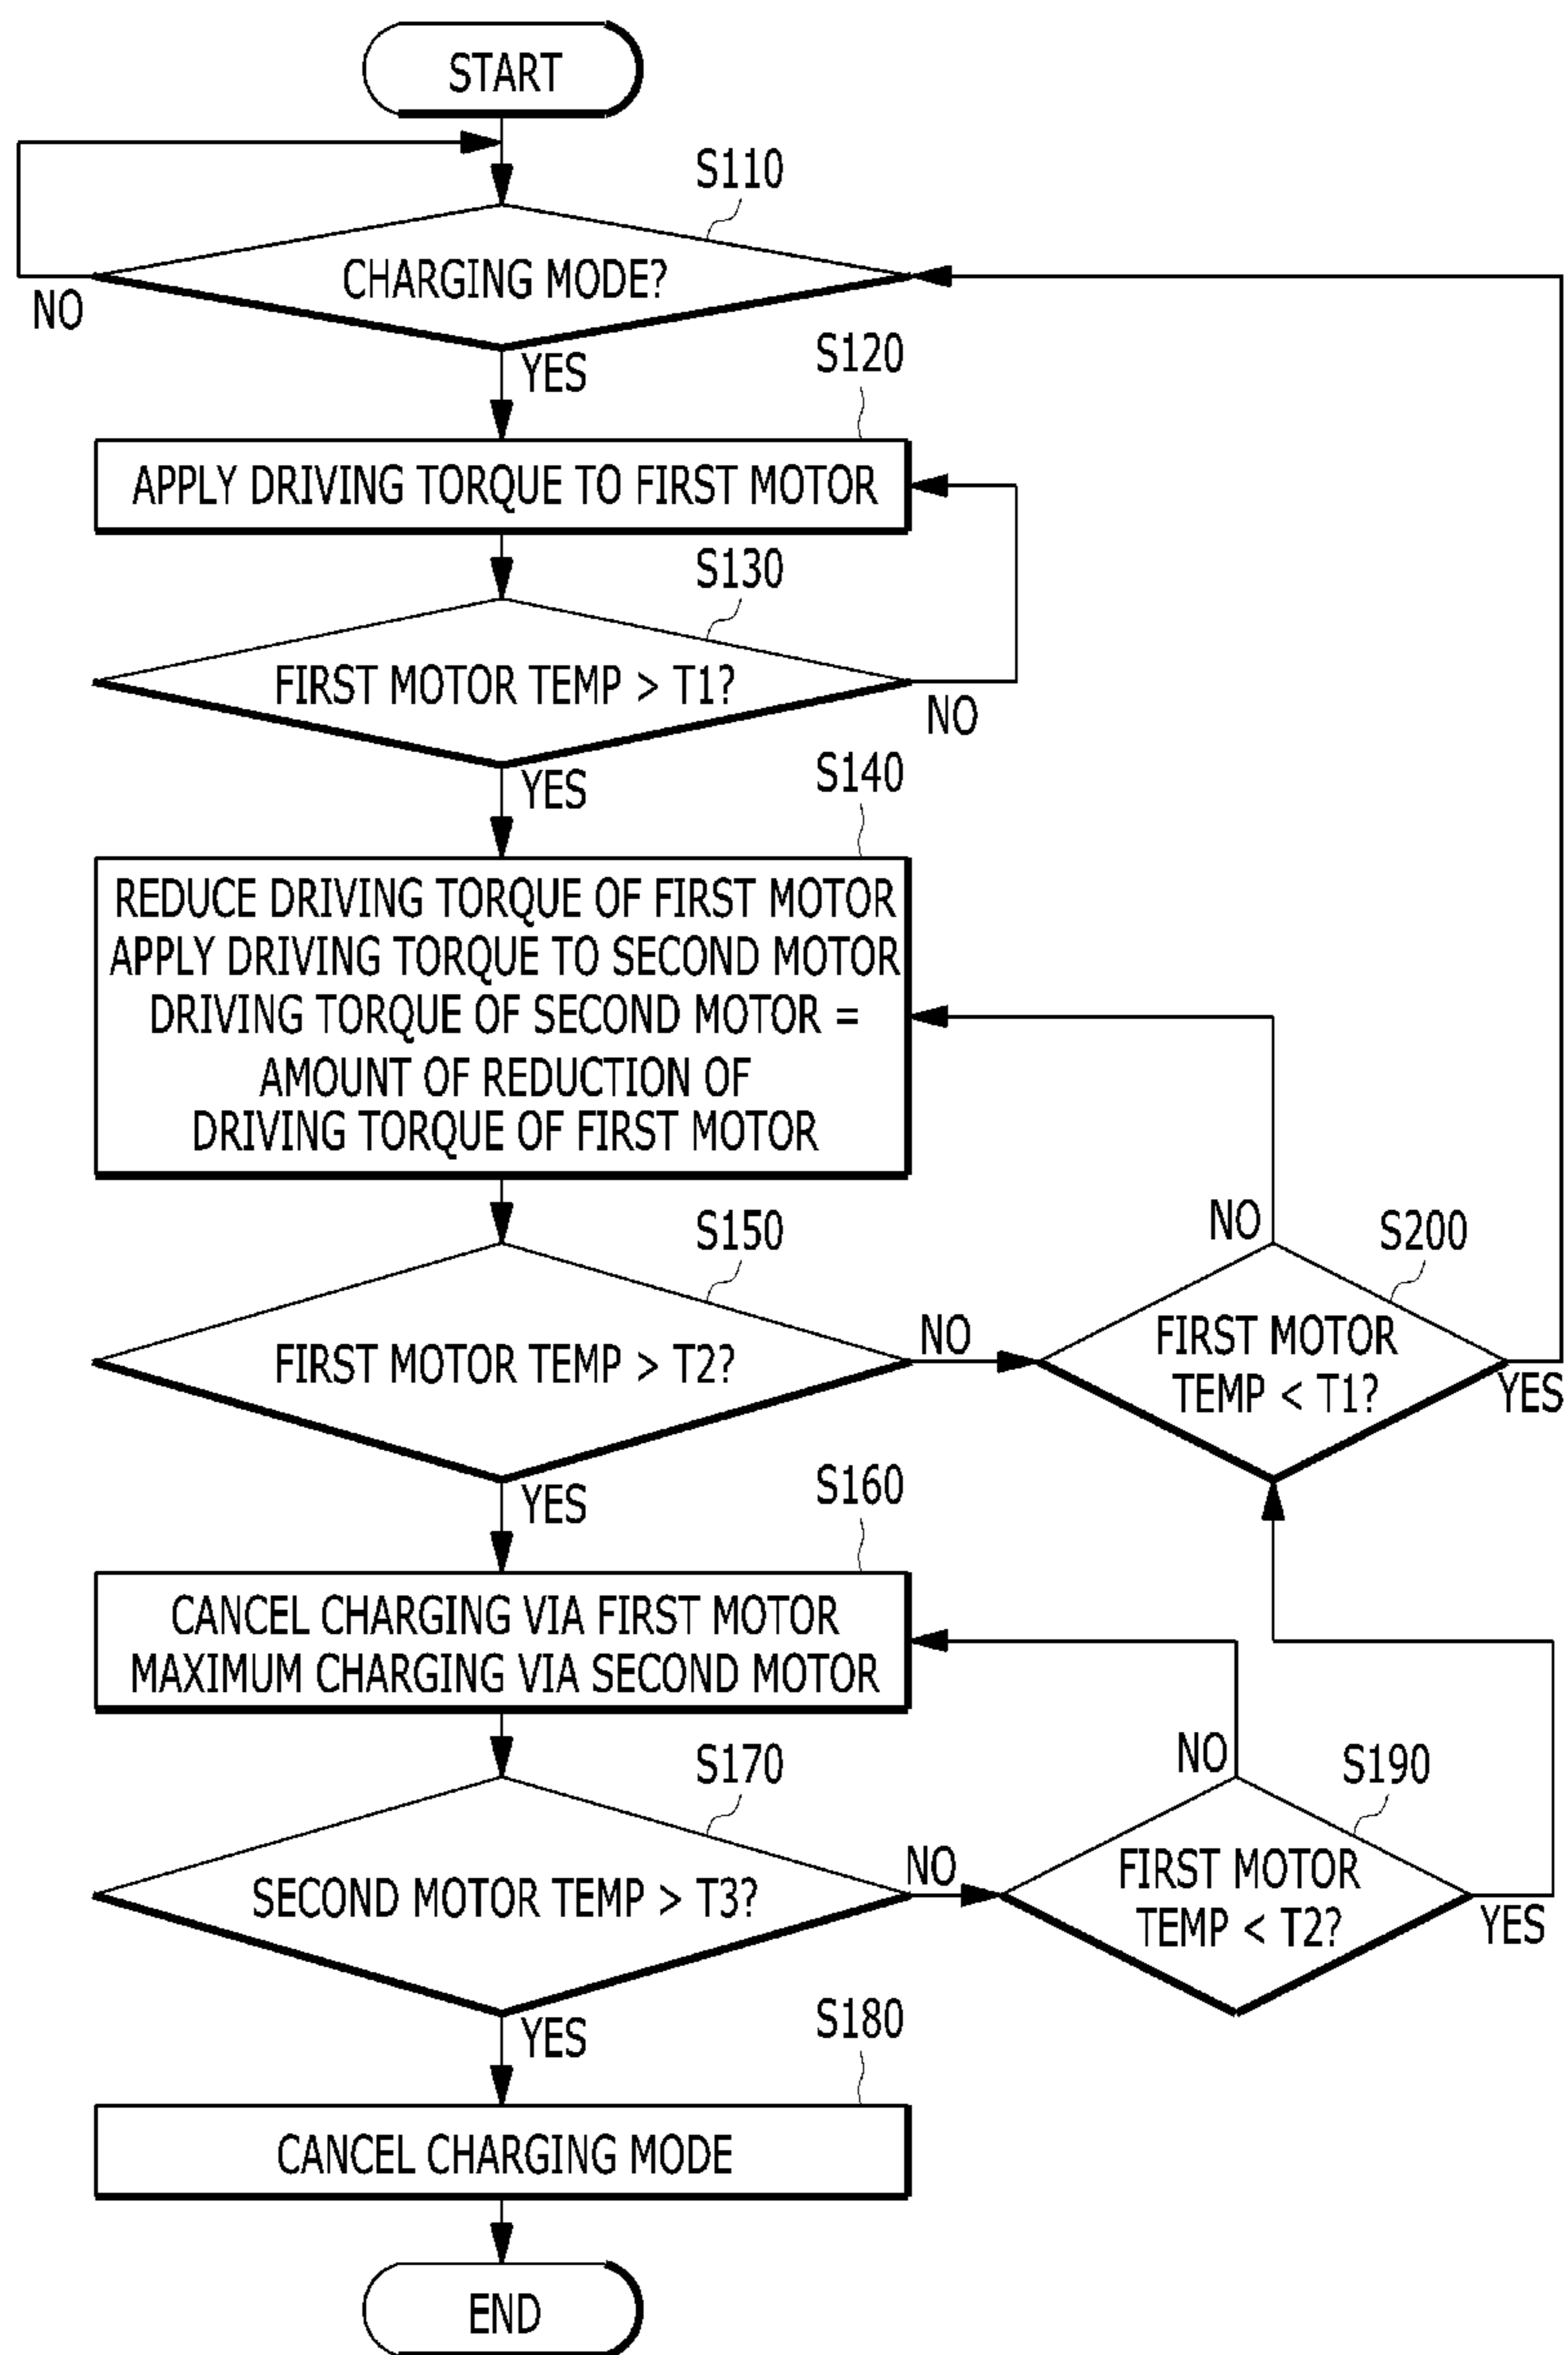 START
S110
CHARGING MODE?
NO
YES
S120
APPLY DRIVING TORQUE TO FIRST MOTOR
S130
FIRST MOTOR TEMP > T1?
NO
YES
S140
REDUCE DRIVING TORQUE OF FIRST MOTOR
APPLY DRIVING TORQUE TO SECOND MOTOR
DRIVING TORQUE OF SECOND MOTOR =
AMOUNT OF REDUCTION OF
DRIVING TORQUE OF FIRST MOTOR
S150
FIRST MOTOR TEMP > T2?
NO
YES
NO
S200
FIRST MOTOR
TEMP < T1?
YES
S160
CANCEL CHARGING VIA FIRST MOTOR
MAXIMUM CHARGING VIA SECOND MOTOR
S170
SECOND MOTOR TEMP > T3?
NO
YES
NO
S190
FIRST MOTOR
TEMP < T2?
YES
S180
CANCEL CHARGING MODE
END